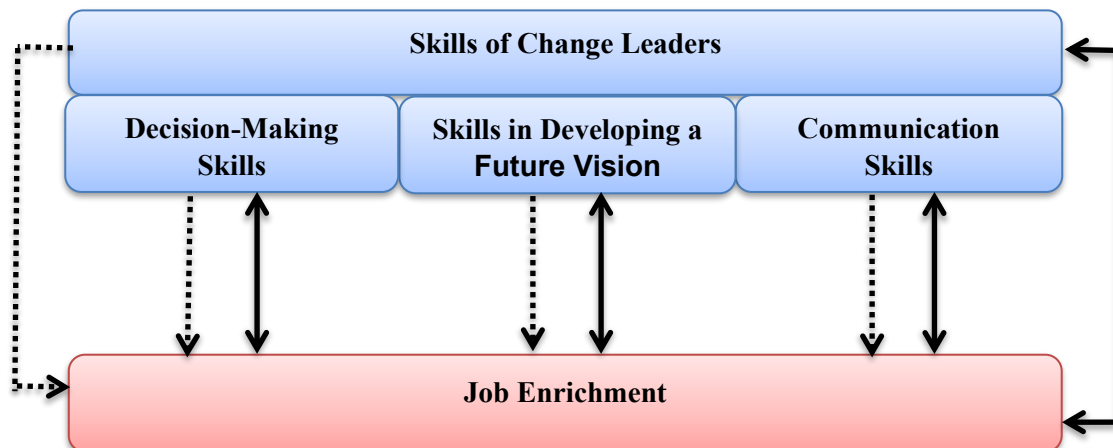 Skills of Change Leaders
Decision-Making
Skills
Skills in Developing a
Future Vision
Communication
Skills
Job Enrichment